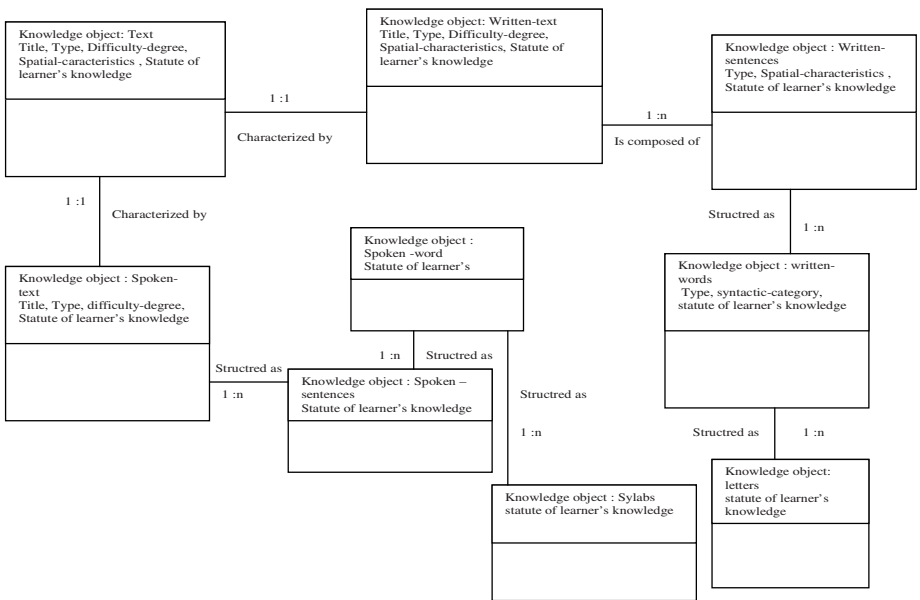 Knowledge object: Text
Title, Type, Difficulty-degree,
Spatial-caracteristics , Statute of
learner's knowledge
1 :1
Characterized by
Knowledge object: Written-text
Title, Type, Difficulty-degree,
Spatial-characteristics, Statute of
learner's knowledge
1 :n
Is composed of
Knowledge object : Written-
sentences
Type, Spatial-characteristics ,
Statute of learner's knowledge
1 :1
Characterized by
Structred as
1 :n
Knowledge object : Spoken-
text
Title, Type, difficulty-degree,
Statute of learner's knowledge
Knowledge object :
Spoken -word
Statute of learner's
Knowledge object : written-
words
Type, syntactic-category,
statute of learner's knowledge
Structred as
1 :n
1 :n
Structred as
Knowledge object : Spoken –
sentences
Statute of learner's knowledge
Structred as
1 :n
Structred as
1 :n
Knowledge object : Sylabs
statute of learner's knowledge
Knowledge object:
letters
statute of learner's
knowledge